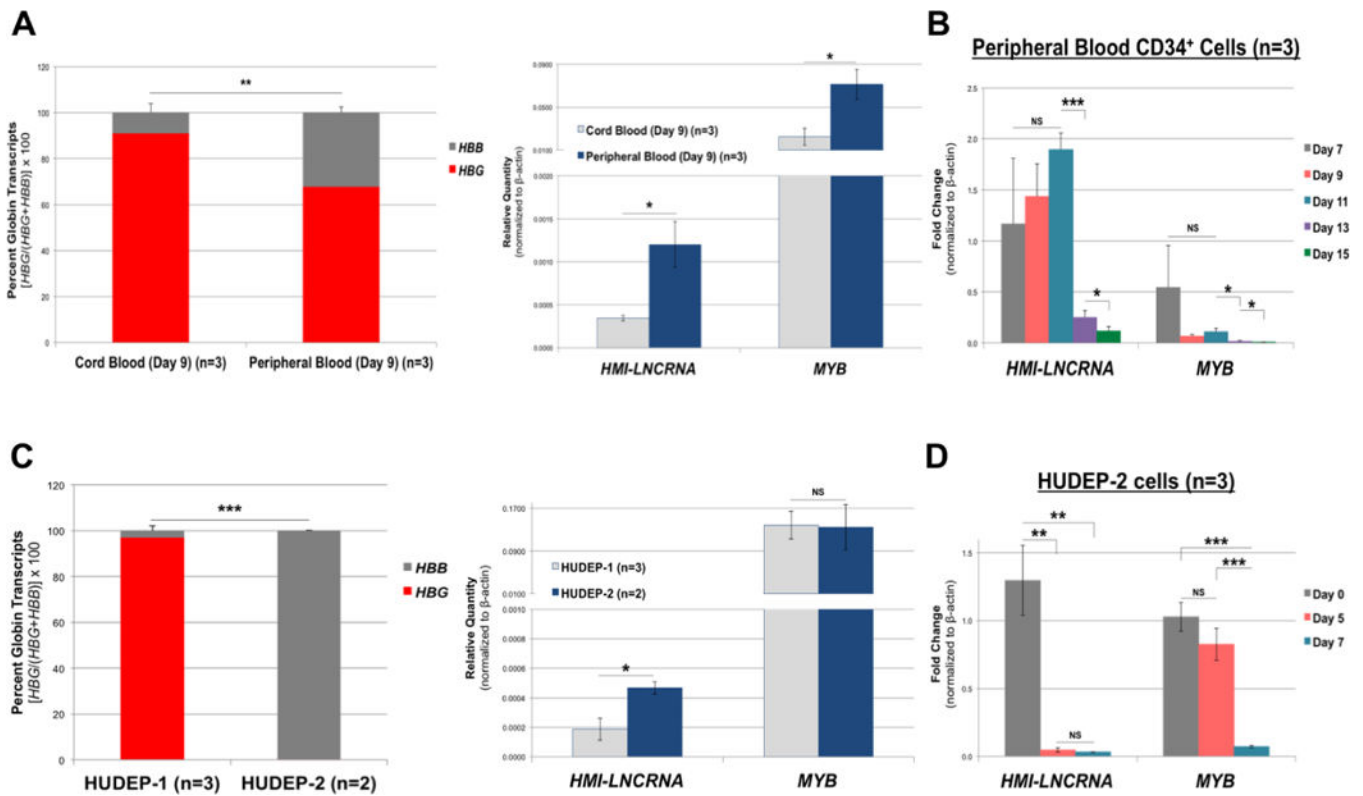 A
Percent Globin Transcripts
[HBG/(HBG+HBB)] x 100
120
100
80
60
40
20
0
**
Cord Blood (Day 9) (n=3)
Peripheral Blood (Day 9) (n=3)
HBB
HBG
Relative Quantity
(normalized to β-actin)
0.0900
0.0500
0.0100
0.0020
0.0015
0.0010
0.0005
0.0000
Cord Blood (Day 9) (n=3)
Peripheral Blood (Day 9) (n=3)
*
*
HMI-LNCRNA
MYB
B
Peripheral Blood CD34+ Cells (n=3)
Fold Change
(normalized to β-actin)
2.5
2.0
1.5
1.0
0.5
0.0
NS
***
*
NS
*
*
HMI-LNCRNA
MYB
Day 7
Day 9
Day 11
Day 13
Day 15
C
Percent Globin Transcripts
[HBG/(HBG+HBB)] x 100
120
100
80
60
40
20
0
***
HUDEP-1 (n=3)
HUDEP-2 (n=2)
HBB
HBG
Relative Quantity
(normalized to β-actin)
0.1700
0.0900
0.0100
0.0010
0.0008
0.0006
0.0004
0.0002
0.0000
HUDEP-1 (n=3)
HUDEP-2 (n=2)
*
NS
HMI-LNCRNA
MYB
D
HUDEP-2 cells (n=3)
Fold Change
(normalized to β-actin)
1.5
1.0
0.5
0.0
**
**
NS
***
***
NS
HMI-LNCRNA
MYB
Day 0
Day 5
Day 7